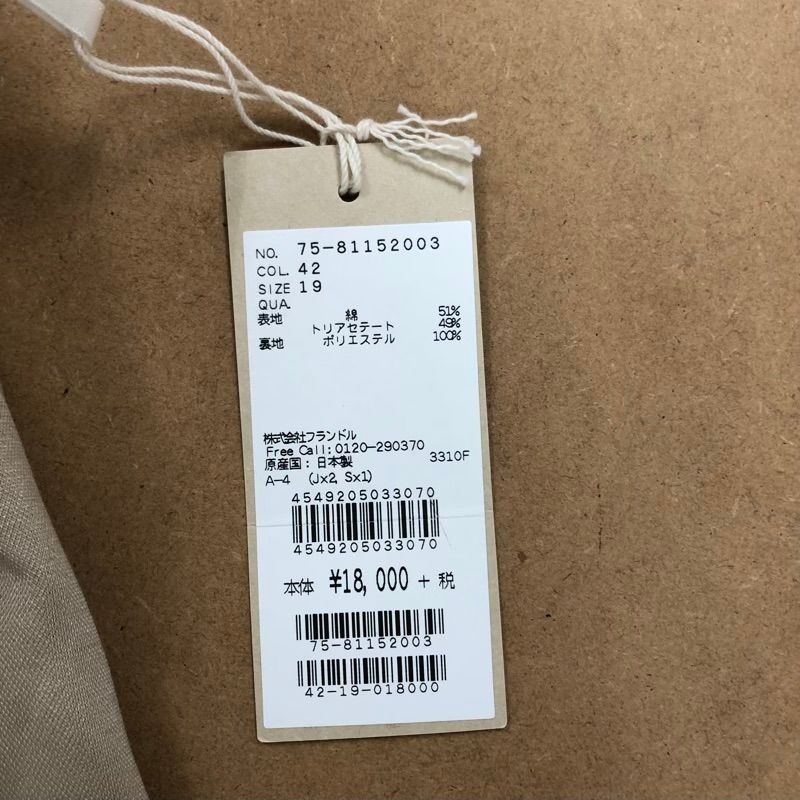 NO. 75-81152003
COL. 42
SIZE 19
QUA.
表地 綿 51%
トリアセテート 49%
裏地 ポリエステル 100%
株式会社フランドル
Free Call:0120-290370
原産国:日本製 3310F
A-4 (Jx2, Sx1)
4549205033070
4549205033070
本体 ¥18,000 + 税
75-81152003
42-19-018000